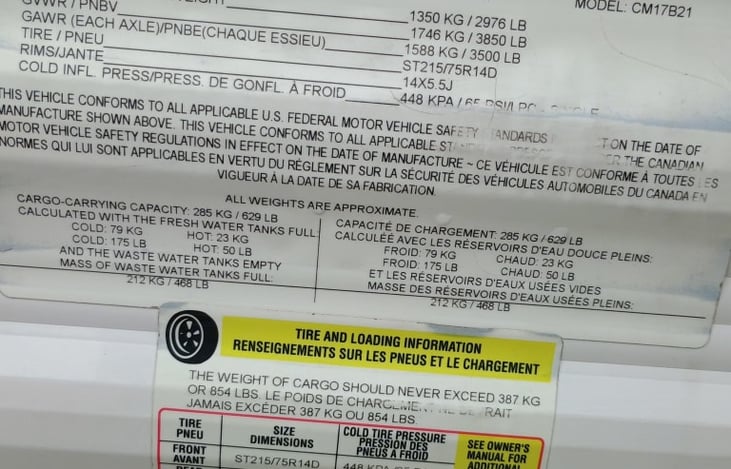 MODEL: CM17B21
GVWR / PNBV 1350 KG / 2976 LB
GAWR (EACH AXLE)/PNBE(CHAQUE ESSIEU) 1746 KG / 3850 LB
TIRE / PNEU 1588 KG / 3500 LB
RIMS/JANTE ST215/75R14D
COLD INFL. PRESS/PRESS. DE GONFL. À FROID 14X5.5J
448 KPA / 65 PSI/LPC - SINGLE
THIS VEHICLE CONFORMS TO ALL APPLICABLE U.S. FEDERAL MOTOR VEHICLE SAFETY STANDARDS ON THE DATE OF
MANUFACTURE SHOWN ABOVE. THIS VEHICLE CONFORMS TO ALL APPLICABLE THE CANADIAN
MOTOR VEHICLE SAFETY REGULATIONS IN EFFECT ON THE DATE OF MANUFACTURE ~ CE VÉHICULE EST CONFORME À TOUTES LES
NORMES QUI LUI SONT APPLICABLES EN VERTU DU RÈGLEMENT SUR LA SÉCURITÉ DES VÉHICULES AUTOMOBILES DU CANADA EN
VIGUEUR À LA DATE DE SA FABRICATION.
ALL WEIGHTS ARE APPROXIMATE.
CARGO-CARRYING CAPACITY: 285 KG / 629 LB
CALCULATED WITH THE FRESH WATER TANKS FULL:
COLD: 79 KG HOT: 23 KG
COLD: 175 LB HOT: 50 LB
AND THE WASTE WATER TANKS EMPTY
MASS OF WASTE WATER TANKS FULL:
212 KG / 468 LB
CAPACITÉ DE CHARGEMENT: 285 KG / 629 LB
CALCULÉE AVEC LES RÉSERVOIRS D'EAU DOUCE PLEINS:
FROID: 79 KG CHAUD: 23 KG
FROID: 175 LB CHAUD: 50 LB
ET LES RÉSERVOIRS D'EAUX USÉES VIDES
MASSE DES RÉSERVOIRS D'EAUX USÉES PLEINS:
212 KG / 468 LB
TIRE AND LOADING INFORMATION
RENSEIGNEMENTS SUR LES PNEUS ET LE CHARGEMENT
THE WEIGHT OF CARGO SHOULD NEVER EXCEED 387 KG
OR 854 LBS. LE POIDS DE CHARGEMENT NE DEVRAIT
JAMAIS EXCÉDER 387 KG OU 854 LBS.
TIRE
PNEU
SIZE
DIMENSIONS
COLD TIRE PRESSURE
PRESSION DES
PNEUS À FROID
SEE OWNER'S
MANUAL FOR
ADDITIONAL
FRONT
AVANT
ST215/75R14D
448 KPA